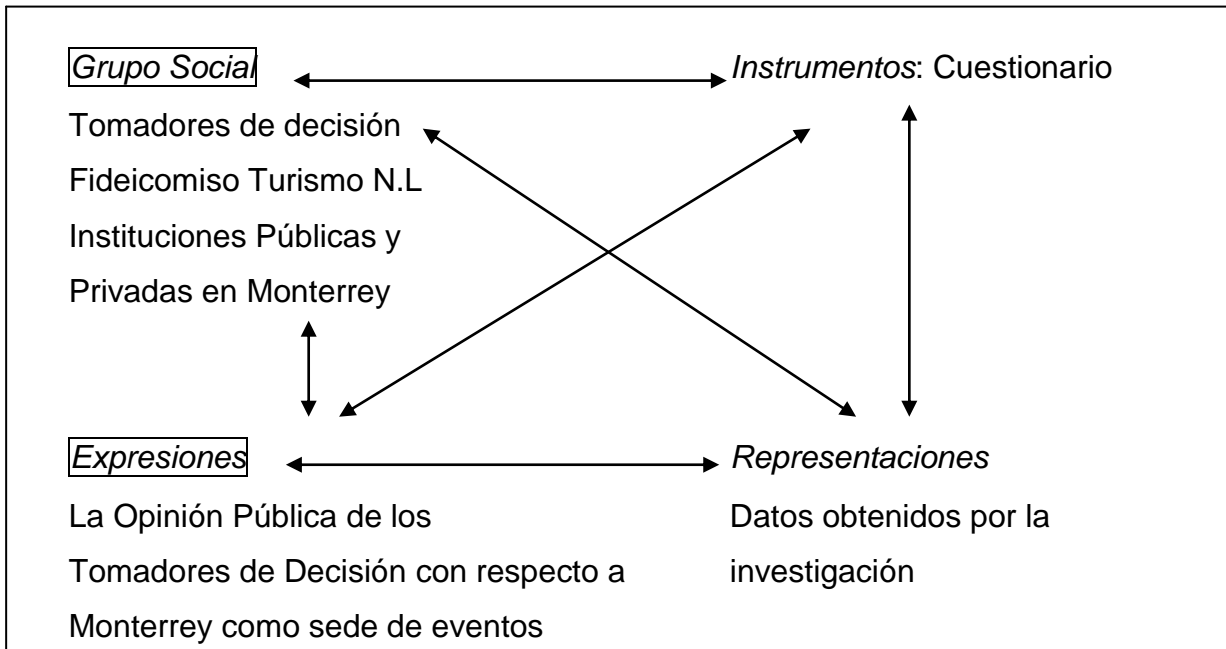 Grupo Social
Tomadores de decisión
Fideicomiso Turismo N.L
Instituciones Públicas y
Privadas en Monterrey
Instrumentos: Cuestionario
Expresiones
La Opinión Pública de los
Tomadores de Decisión con respecto a
Monterrey como sede de eventos
Representaciones
Datos obtenidos por la
investigación